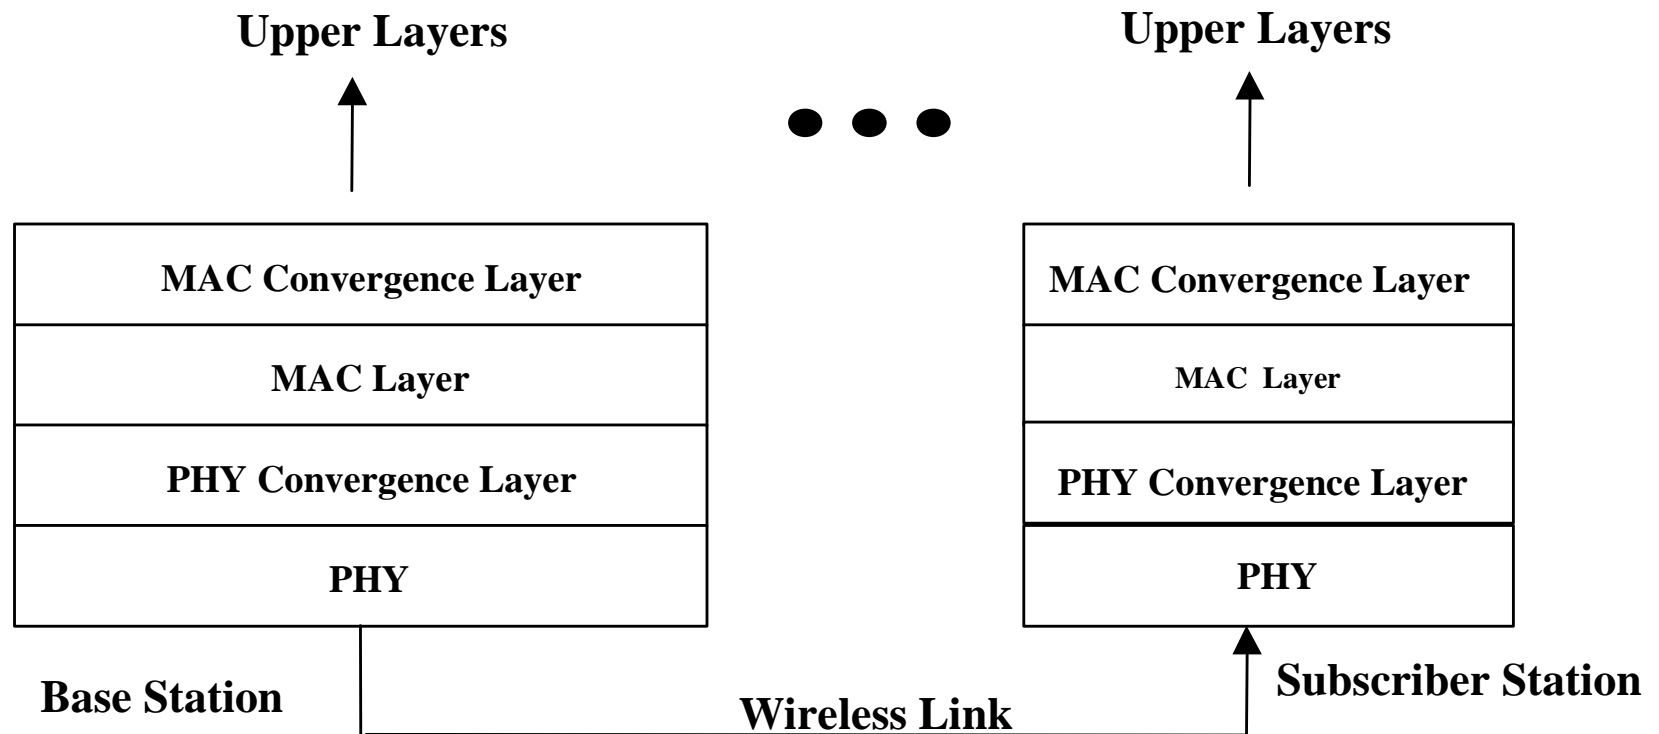 Upper Layers
Upper Layers
MAC Convergence Layer
MAC Layer
PHY Convergence Layer
PHY
Base Station
MAC Convergence Layer
MAC Layer
PHY Convergence Layer
PHY
Subscriber Station
Wireless Link